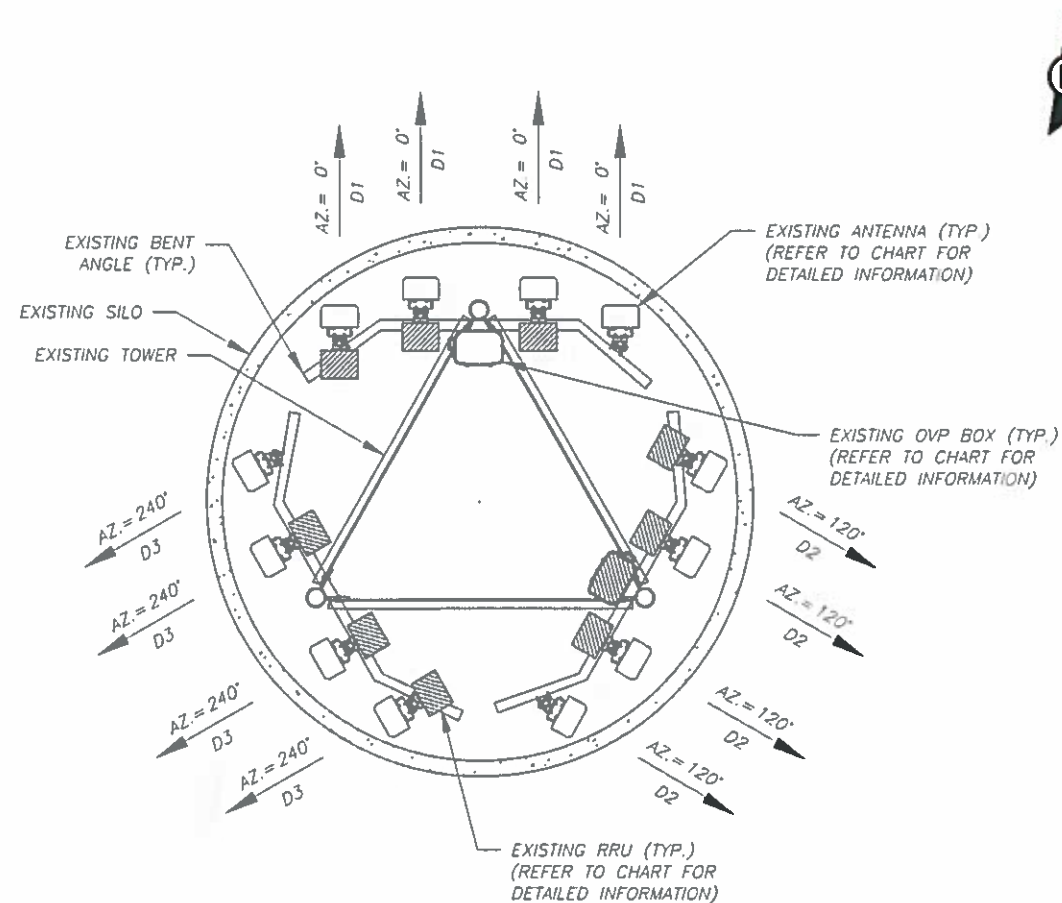 AZ.= 0°
D1
AZ.= 0°
D1
AZ.= 0°
D1
AZ.= 0°
D1
EXISTING BENT
ANGLE (TYP.)
EXISTING SILO
EXISTING TOWER
EXISTING ANTENNA (TYP.)
(REFER TO CHART FOR
DETAILED INFORMATION)
EXISTING OVP BOX (TYP.)
(REFER TO CHART FOR
DETAILED INFORMATION)
AZ.=240°
D3
AZ.=240°
D3
AZ.=240°
D3
AZ.=240°
D3
AZ.=120°
D2
AZ.=120°
D2
AZ.=120°
D2
AZ.=120°
D2
EXISTING RRU (TYP.)
(REFER TO CHART FOR
DETAILED INFORMATION)